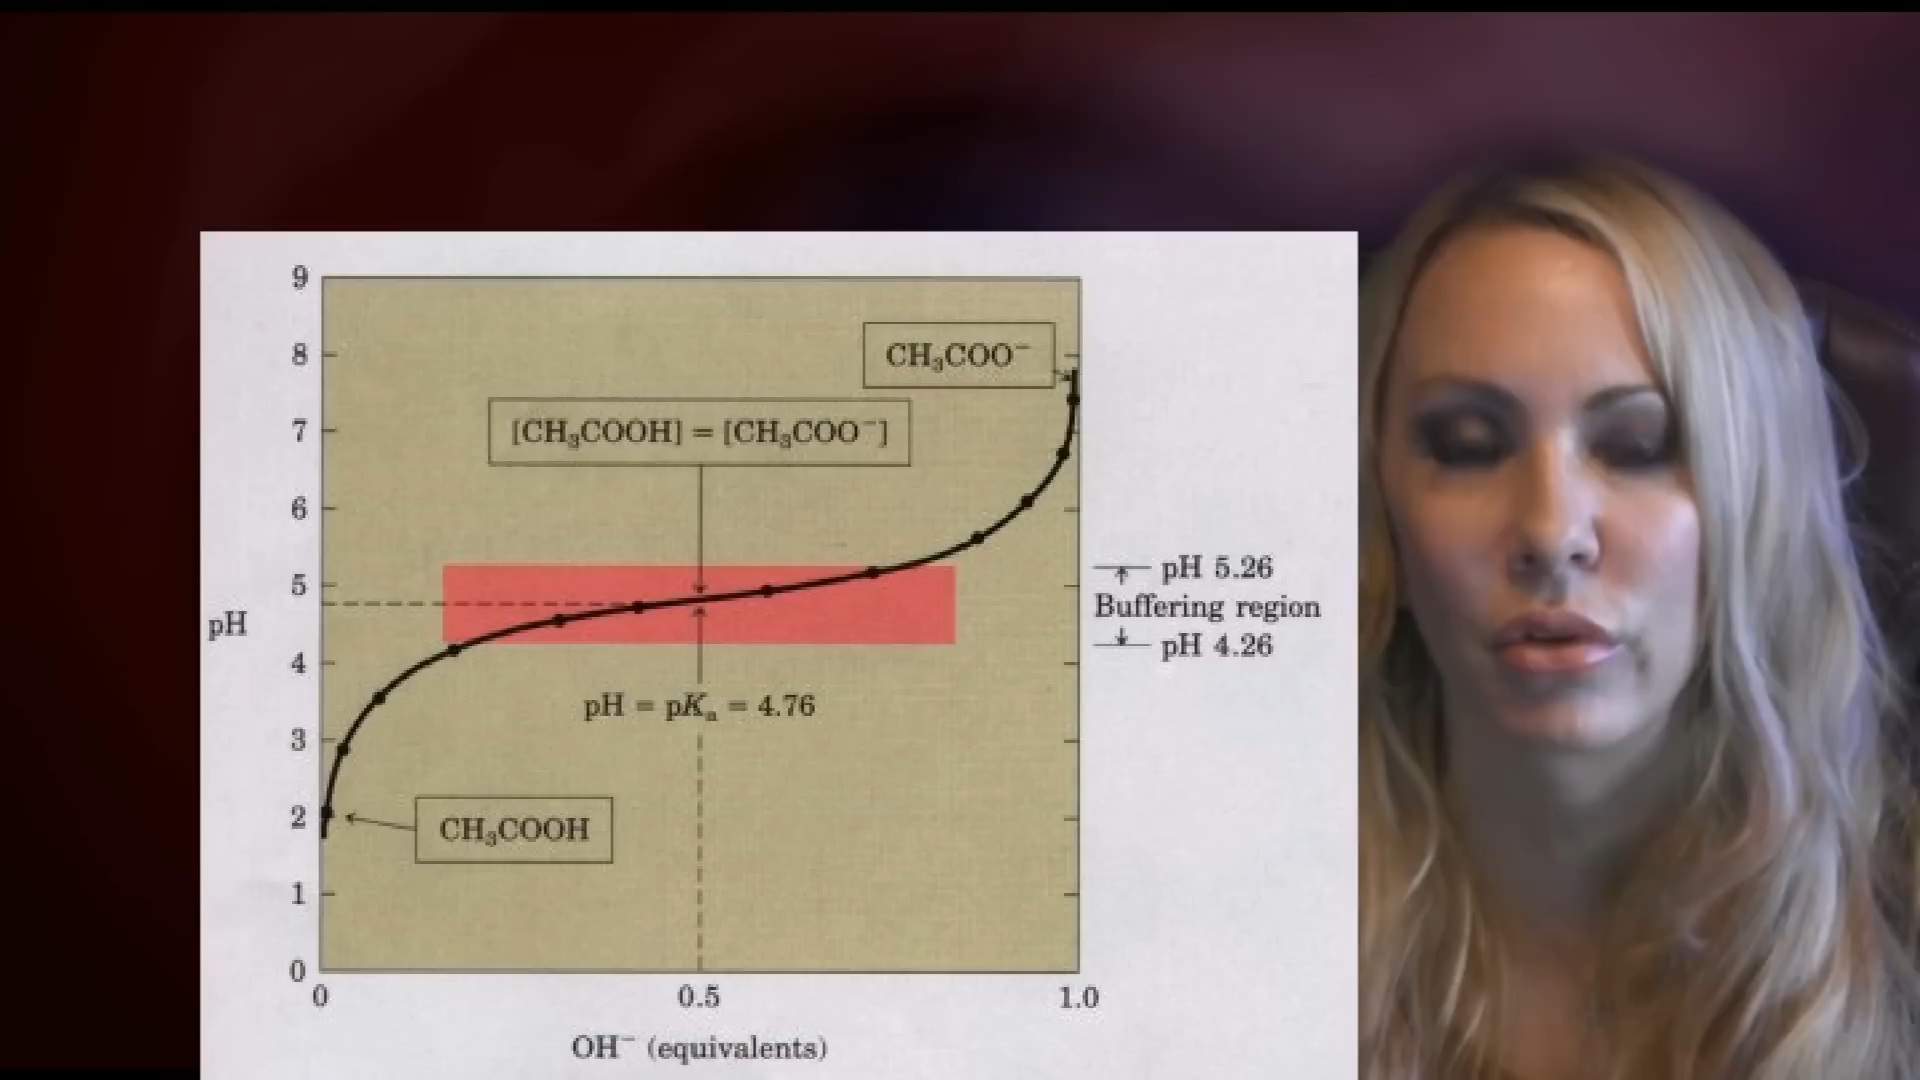 9
8
CH₃COO⁻
7
[CH₃COOH] = [CH₃COO⁻]
6
5
pH 5.26
Buffering region
pH
pH 4.26
4
pH = pKₐ = 4.76
3
2
CH₃COOH
1
0
0 0.5 1.0
OH⁻ (equivalents)